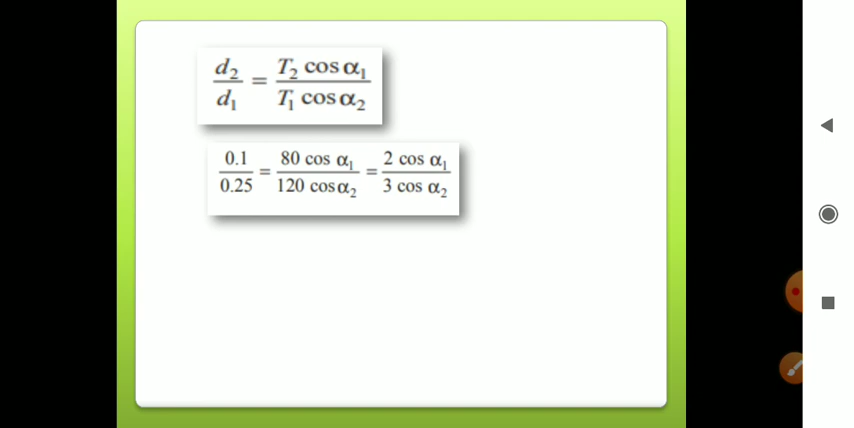 d₂/d₁ = T₂ cos α₁ / T₁ cos α₂
0.1/0.25 = 80 cos α₁ / 120 cos α₂ = 2 cos α₁ / 3 cos α₂